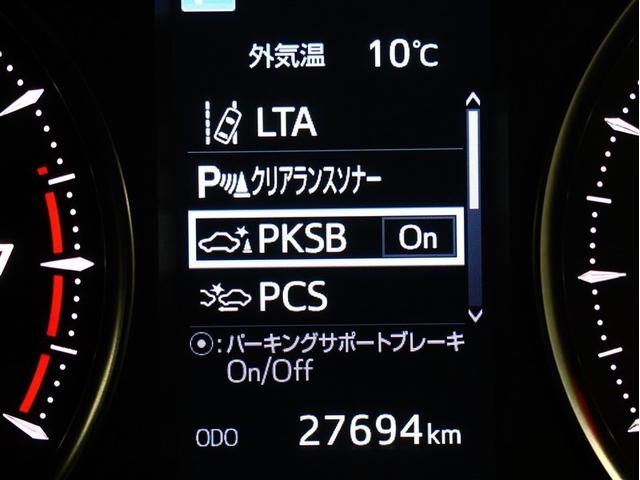 外気温 10℃
LTA
P クリアランスソナー
PKSB On
PCS
:パーキングサポートブレーキ
On/Off
ODO 27694km